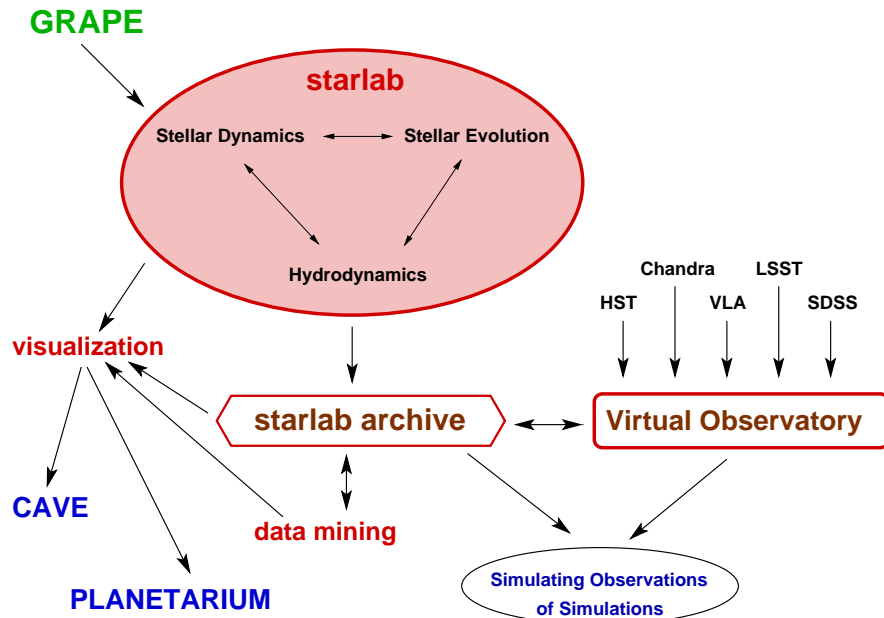 GRAPE
starlab
Stellar Dynamics
Stellar Evolution
Hydrodynamics
Chandra
LSST
HST
VLA
SDSS
visualization
starlab archive
Virtual Observatory
CAVE
data mining
PLANETARIUM
Simulating Observations
of Simulations